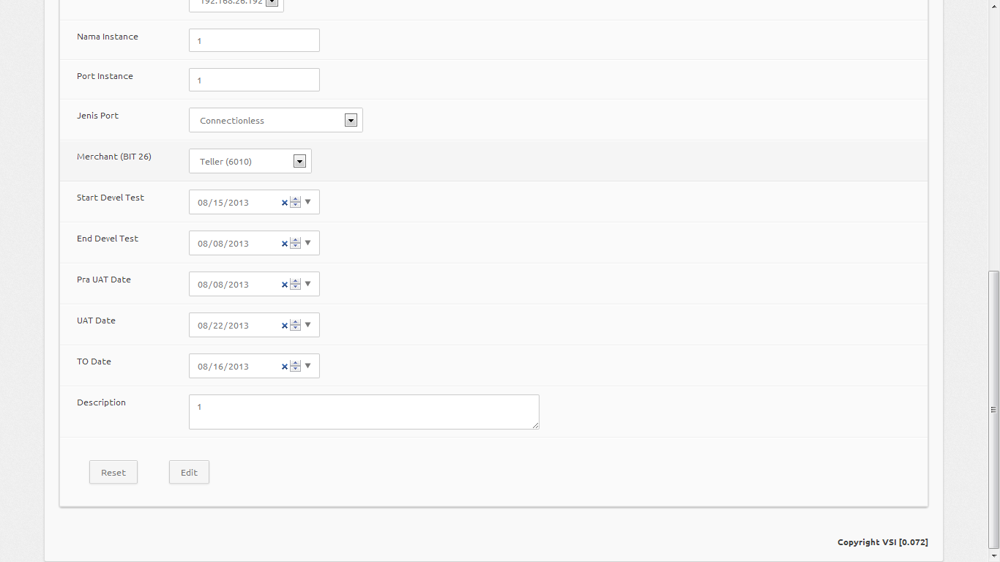 192.168.26.192
Nama Instance
1
Port Instance
1
Jenis Port
Connectionless
Merchant (BIT 26)
Teller (6010)
Start Devel Test
08/15/2013
End Devel Test
08/08/2013
Pra UAT Date
08/08/2013
UAT Date
08/22/2013
TO Date
08/16/2013
Description
1
Reset Edit
Copyright VSI [0.072]